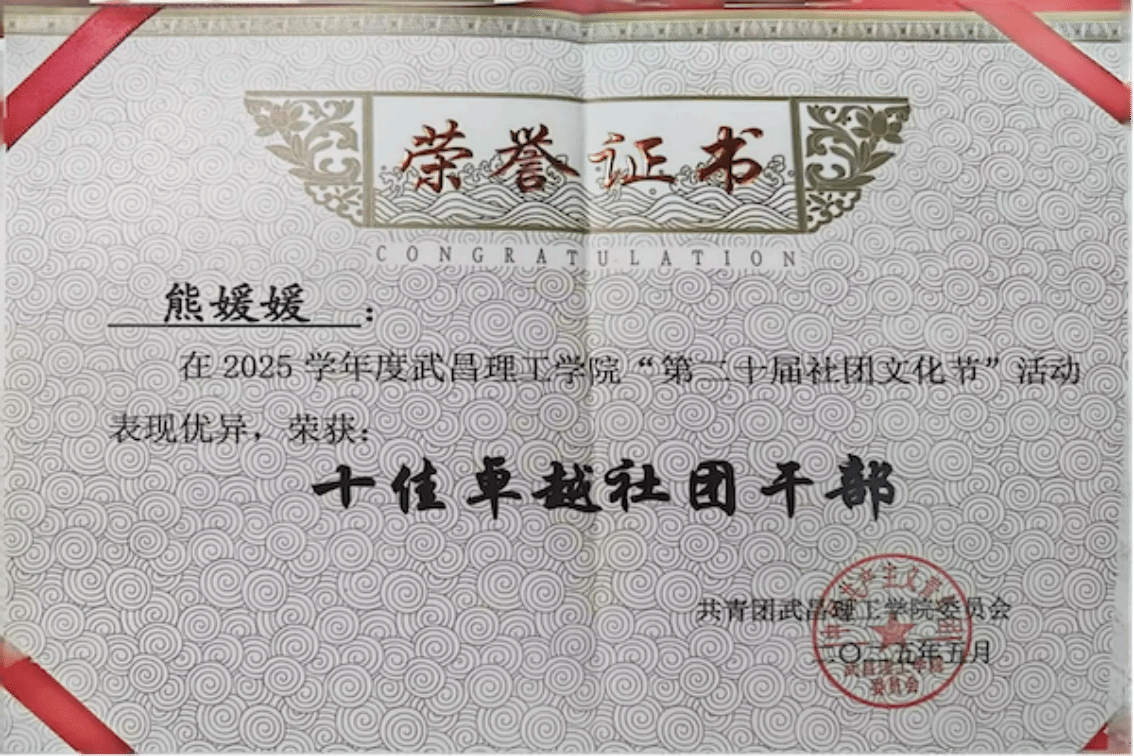 荣誉证书
CONGRATULATION
熊媛媛：
在2025学年度武昌理工学院“第二十届社团文化节”活动
表现优异，荣获：
十佳卓越社团干部
共青团武昌理工学院委员会
二〇二五年五月
委员会